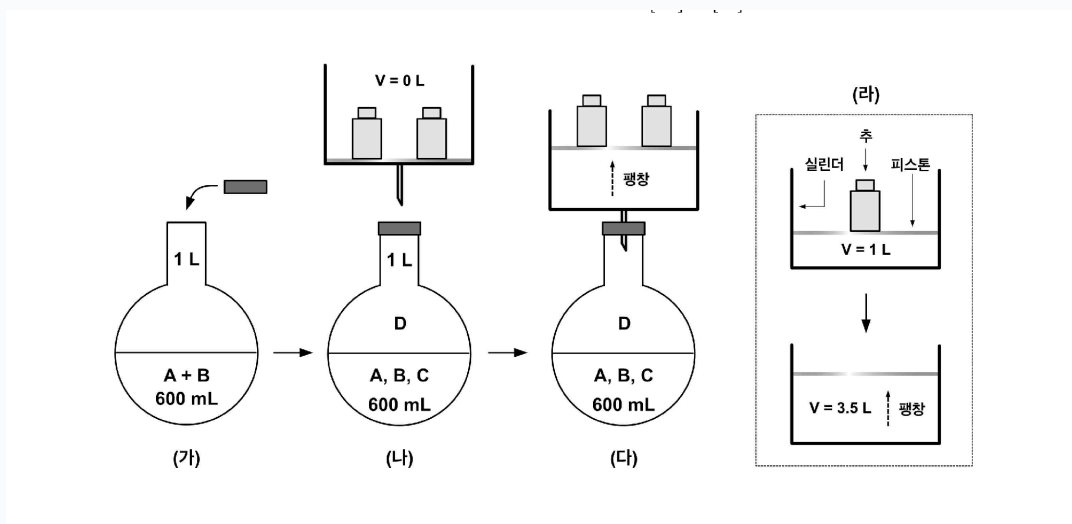 V = 0 L
1 L
A + B
600 mL
(가)
1 L
D
A, B, C
600 mL
(나)
팽창
D
A, B, C
600 mL
(다)
(라)
추
실린더
피스톤
V = 1 L
V = 3.5 L
팽창